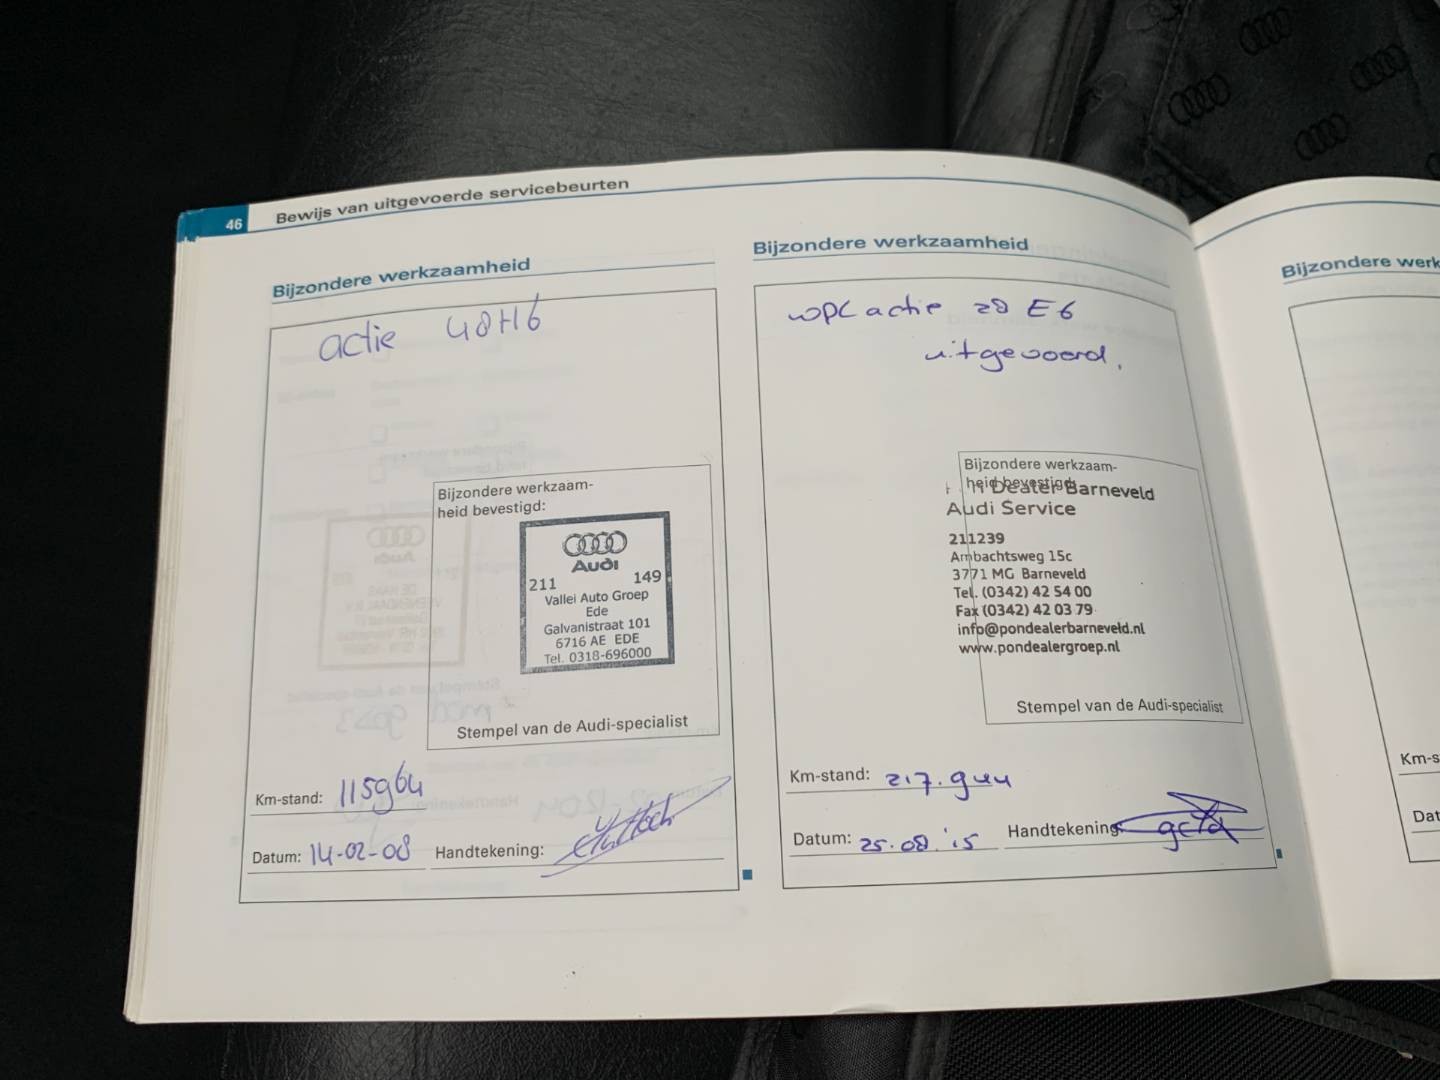 46 Bewijs van uitgevoerde servicebeurten
Bijzondere werkzaamheid
actie 48H6
Bijzondere werkzaam-
heid bevestigd:
Audi
211 149
Vallei Auto Groep
Ede
Galvanistraat 101
6716 AE EDE
Tel. 0318-696000
Stempel van de Audi-specialist
Km-stand: 115964
Datum: 14-02-08 Handtekening:
Bijzondere werkzaamheid
WPL actie 28 E6
uitgevoerd.
Bijzondere werkzaam-
heid bevestigd:
Dealer Barneveld
Audi Service
211239
Ambachtsweg 15c
3771 MG Barneveld
Tel. (0342) 42 54 00
Fax (0342) 42 03 79
info@pondealerbarneveld.nl
www.pondealergroep.nl
Stempel van de Audi-specialist
Km-stand: 217.944
Datum: 25.08.'15 Handtekening:
Bijzondere werk
Km-s
Dat